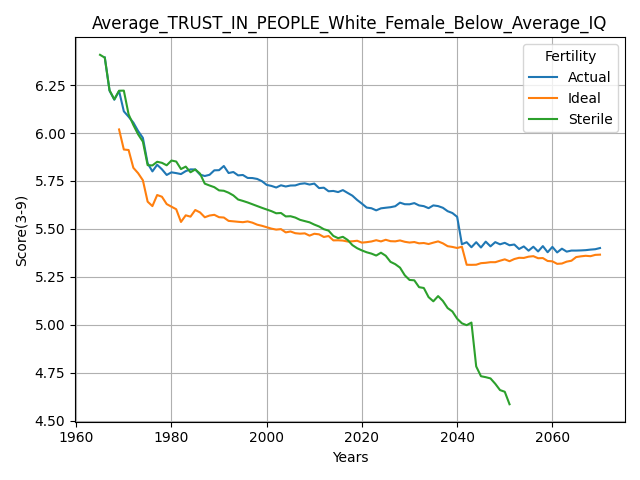 Average_TRUST_IN_PEOPLE_White_Female_Below_Average_IQ
Fertility
Actual
Ideal
Sterile
Score(3-9)
6.25
6.00
5.75
5.50
5.25
5.00
4.75
4.50
1960 1980 2000 2020 2040 2060
Years